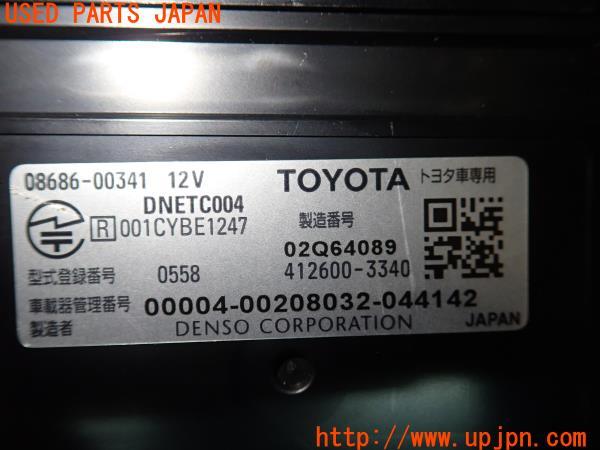 USED PARTS JAPAN
08686-00341 12V
TOYOTA トヨタ車専用
DNETC004
R 001CYBE1247
製造番号
02Q64089
型式登録番号 0558
412600-3340
車載器管理番号 00004-00208032-044142
製造者 DENSO CORPORATION JAPAN
UPJ http://www.upjpn.com